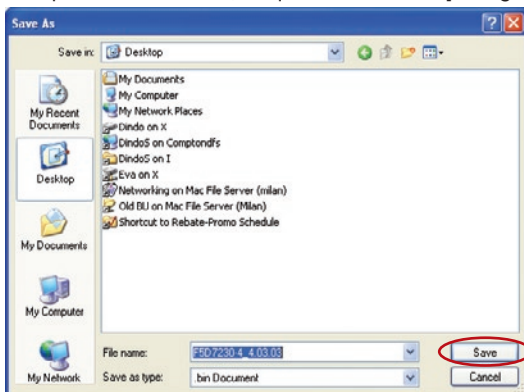 Save As
Save in: Desktop
My Recent
Documents
Desktop
My Documents
My Computer
My Network
My Documents
My Computer
My Network Places
Dindo on X
DindoS on Comptondfs
DindoS on I
Eva on X
Networking on Mac File Server (milan)
Old BU on Mac File Server (Milan)
Shortcut to Rebate-Promo Schedule
File name: F5D7230.4_4.03.03 Save
Save as type: .bin Document Cancel